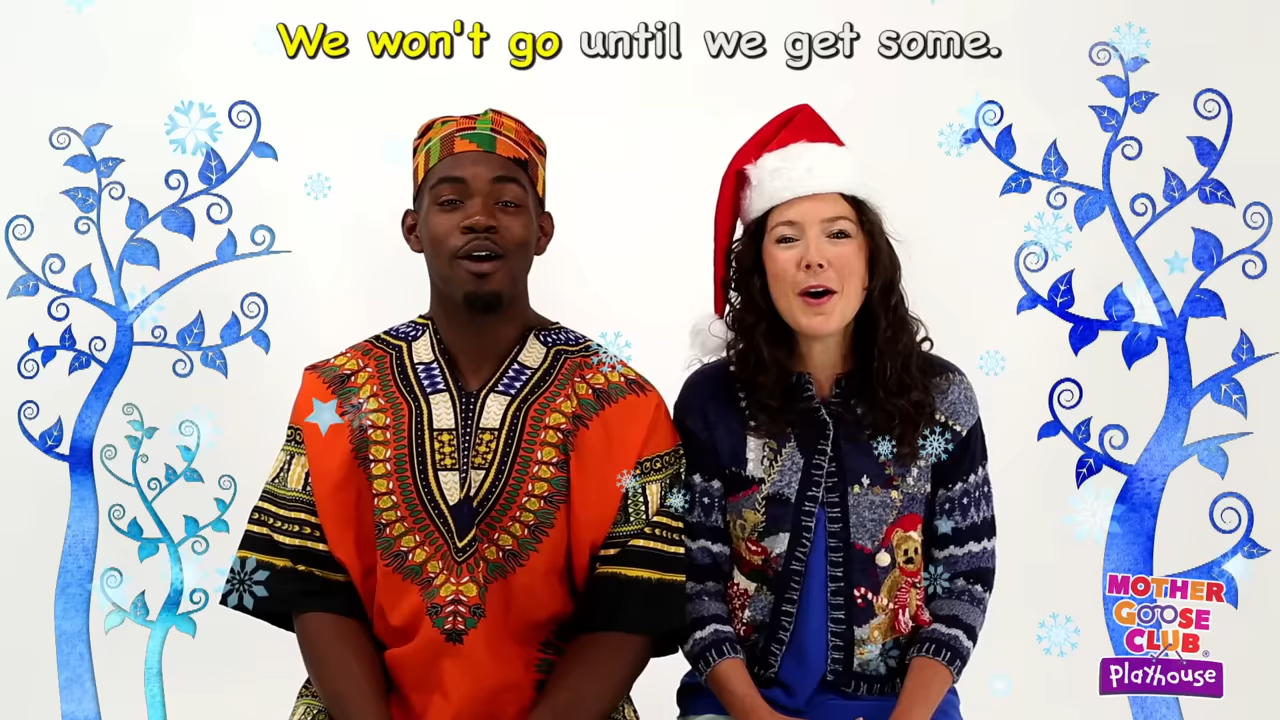 We won't go until we get some.
MOTHER
GOOSE
CLUB®
Playhouse